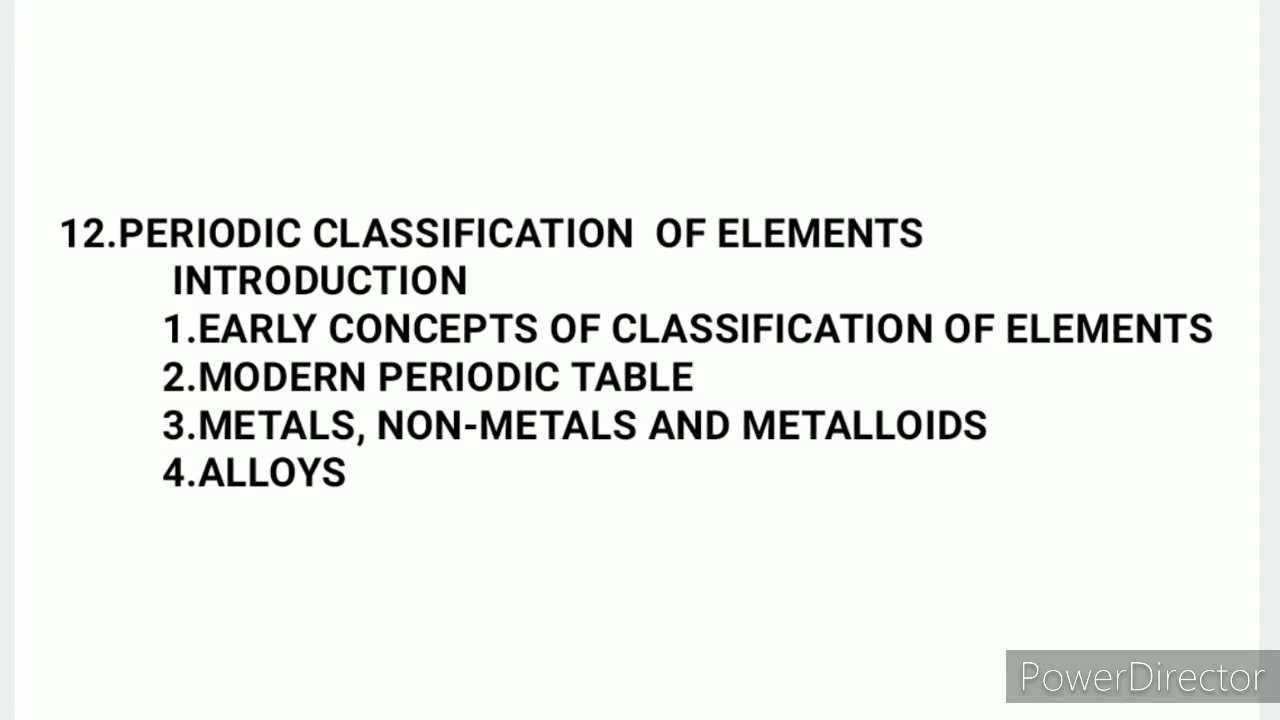 12.PERIODIC CLASSIFICATION OF ELEMENTS
INTRODUCTION
1.EARLY CONCEPTS OF CLASSIFICATION OF ELEMENTS
2.MODERN PERIODIC TABLE
3.METALS, NON-METALS AND METALLOIDS
4.ALLOYS
PowerDirector